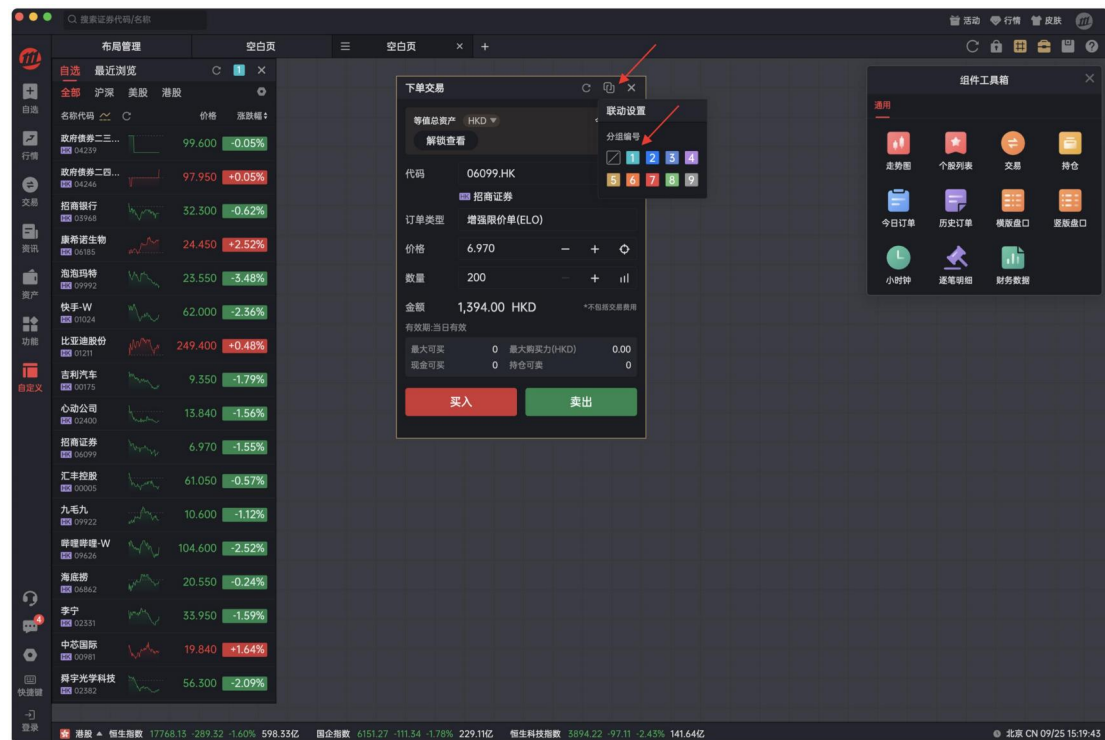 搜索证券代码/名称
活动 行情 皮肤
布局管理 空白页 空白页 × +
自选 最近浏览 1 ×
全部 沪深 美股 港股
名称代码 价格 涨跌幅
政府债券二三... 99.600 -0.05%
HK 04239
政府债券二四... 97.950 +0.05%
HK 04246
招商银行 32.300 -0.62%
HK 03968
康希诺生物 24.450 +2.52%
HK 06185
泡泡玛特 23.550 -3.48%
HK 09992
快手-W 62.000 -2.36%
HK 01024
比亚迪股份 249.400 +0.48%
HK 01211
吉利汽车 9.350 -1.79%
HK 00175
心动公司 13.840 -1.56%
HK 02400
招商证券 6.970 -1.55%
HK 06099
汇丰控股 61.050 -0.57%
HK 00005
九毛九 10.600 -1.12%
HK 09922
哔哩哔哩-W 104.600 -2.52%
HK 09626
海底捞 20.550 -0.24%
HK 06862
李宁 33.950 -1.59%
HK 02331
中芯国际 19.840 +1.64%
HK 00981
舜宇光学科技 56.300 -2.09%
HK 02382
自选
行情
交易
资讯
资产
功能
自定义
4
快捷键
登录
下单交易 ×
等值总资产 HKD
解锁查看
代码 06099.HK
HK 招商证券
订单类型 增强限价单(ELO)
价格 6.970 − +
数量 200 − +
金额 1,394.00 HKD *不包括交易费用
有效期:当日有效
最大可买 0 最大购买力(HKD) 0.00
现金可买 0 持仓可卖 0
买入 卖出
联动设置
分组编号
1 2 3 4
5 6 7 8 9
组件工具箱 ×
通用
走势图 个股列表 交易 持仓
今日订单 历史订单 横版盘口 竖版盘口
小时钟 逐笔明细 财务数据
港股 恒生指数 17768.13 -289.32 -1.60% 598.33亿 国企指数 6151.27 -111.34 -1.78% 229.11亿 恒生科技指数 3894.22 -97.11 -2.43% 141.64亿 北京 CN 09/25 15:19:43